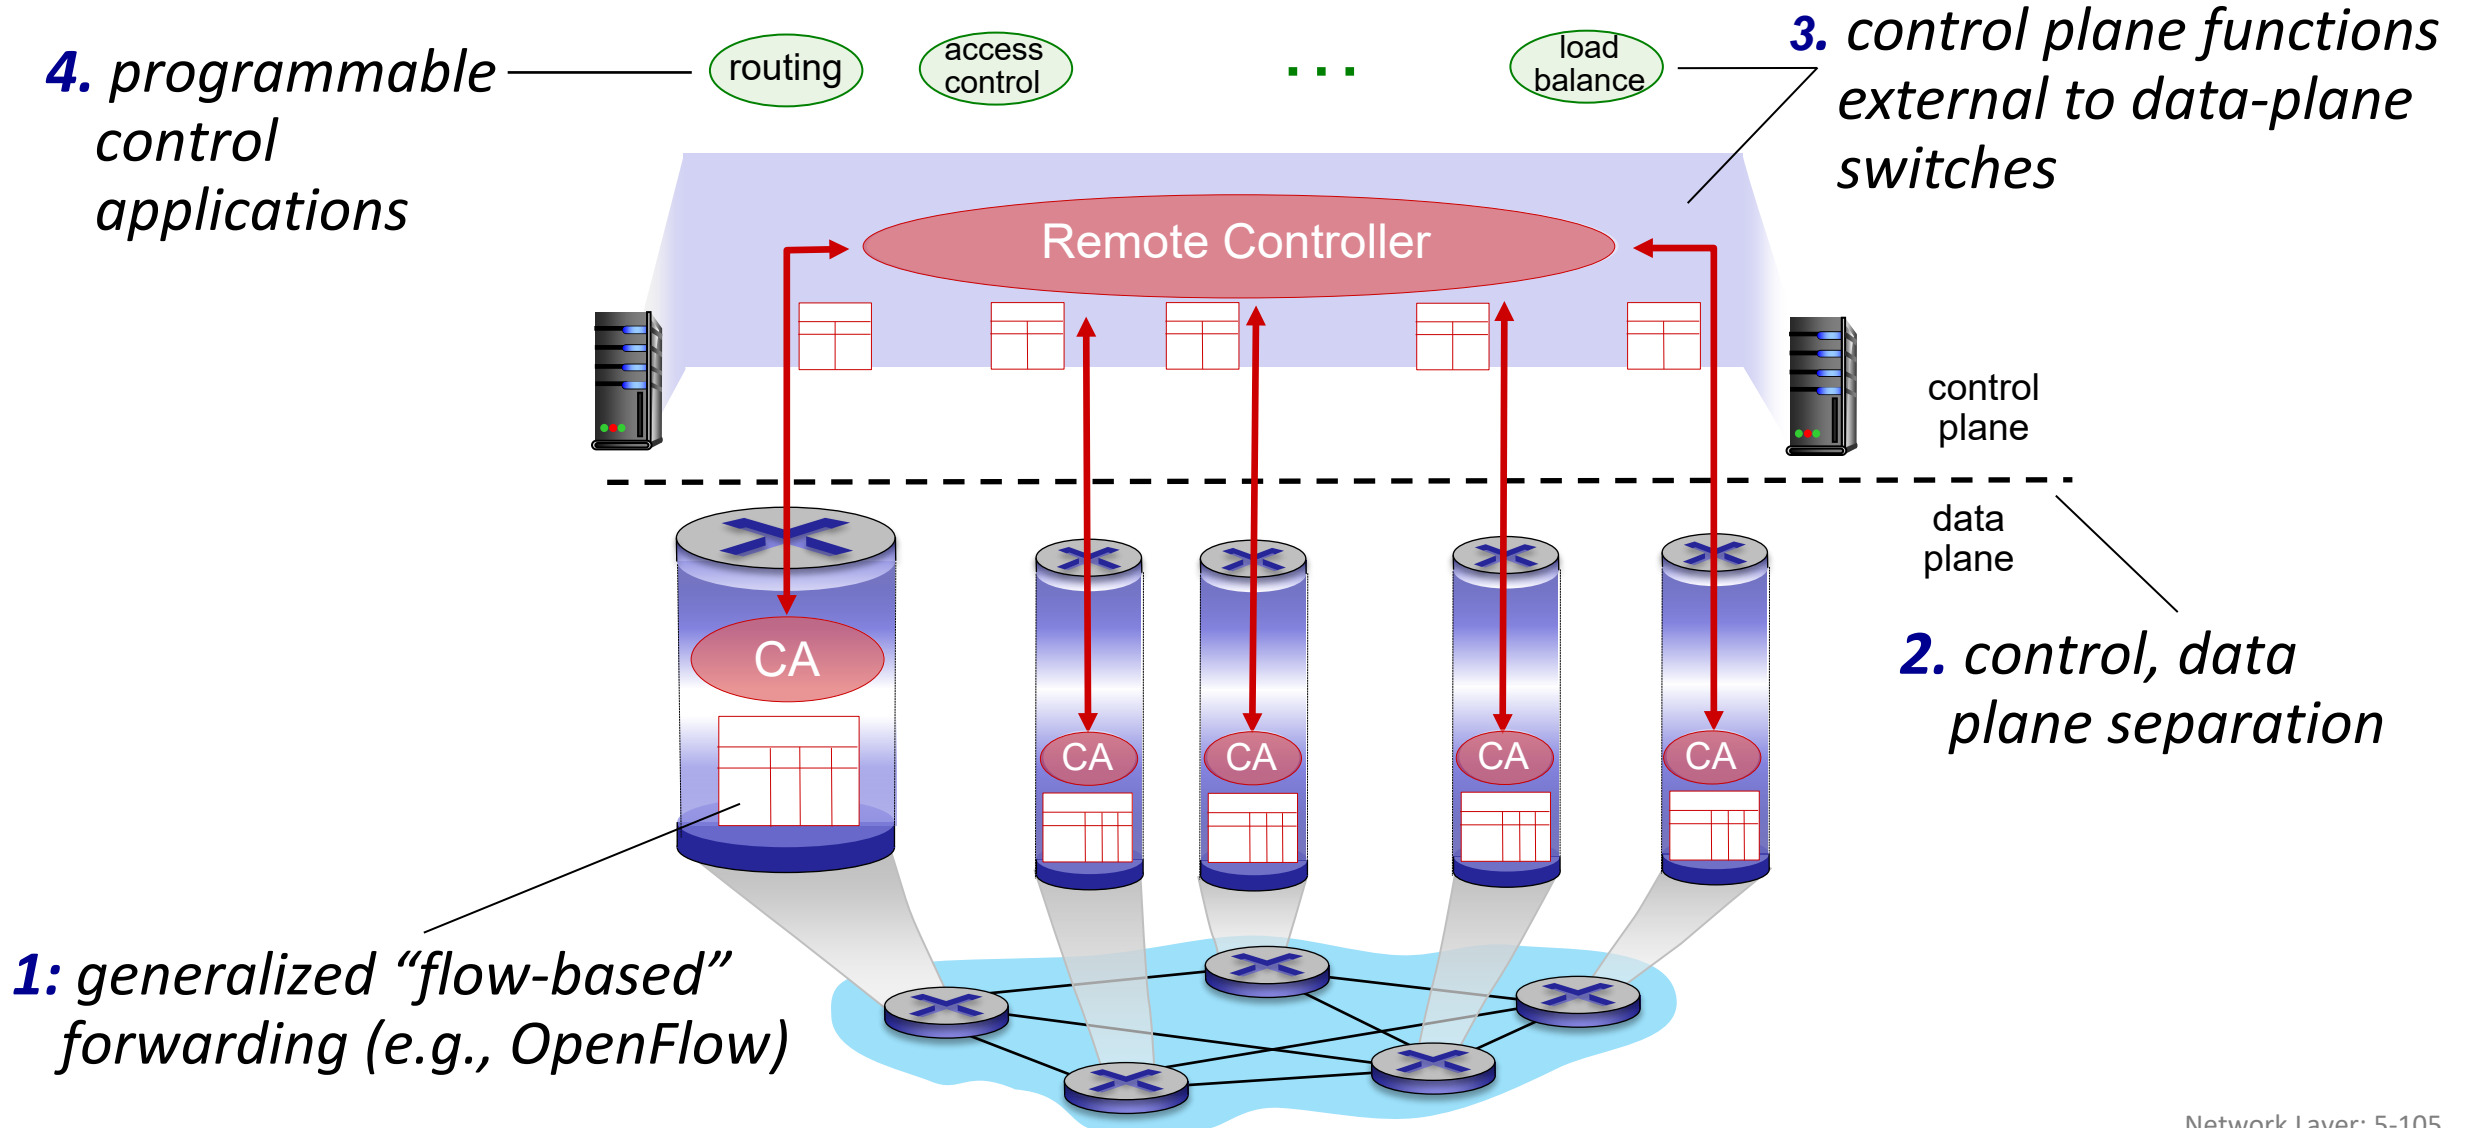 4. programmable
control
applications
routing
access
control
...
load
balance
3. control plane functions
external to data-plane
switches
Remote Controller
control
plane
data
plane
CA
CA
CA
CA
CA
2. control, data
plane separation
1: generalized “flow-based”
forwarding (e.g., OpenFlow)
Network Layer: 5-105